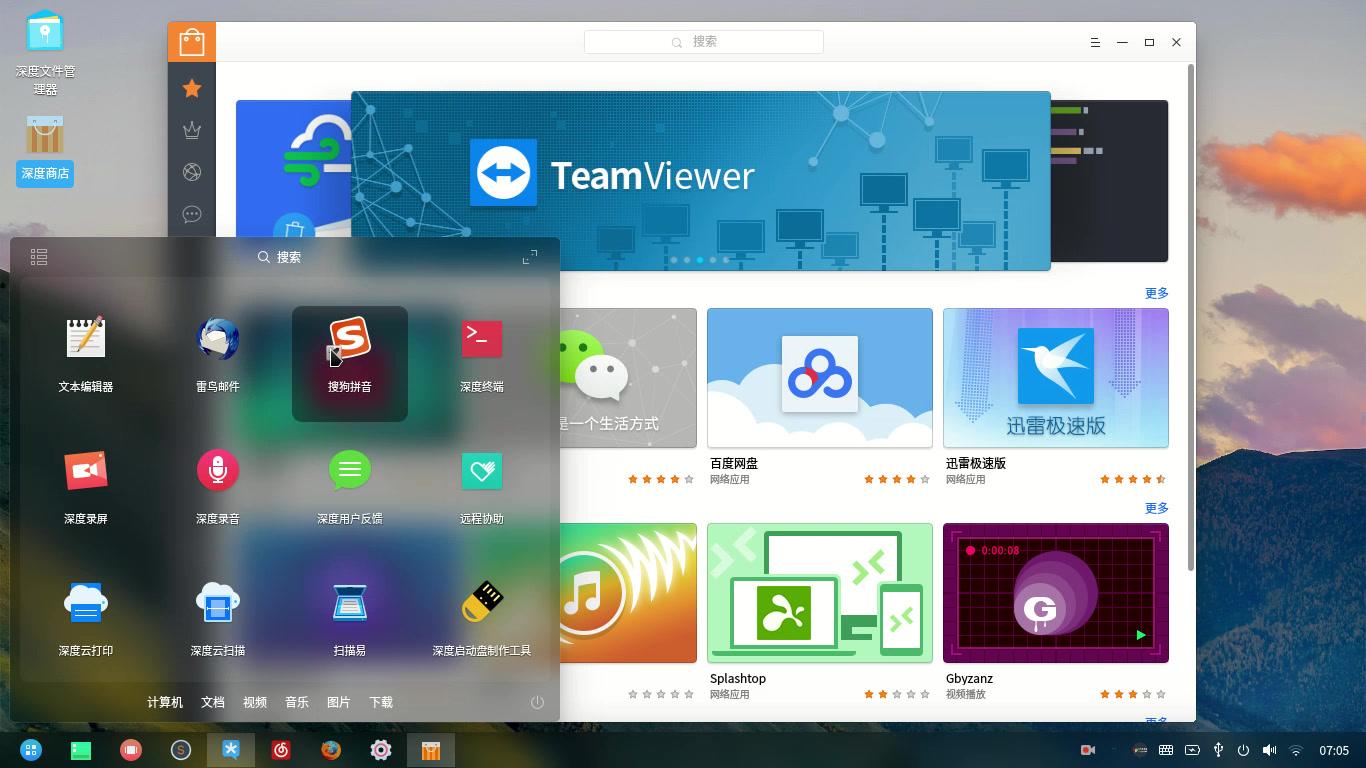 深度文件管
理器
深度商店
搜索
TeamViewer
更多
是一个生活方式
迅雷极速版
百度网盘
网络应用
迅雷极速版
网络应用
更多
0:00:08
G
Splashtop
网络应用
Gbyzanz
视频播放
搜索
文本编辑器
雷鸟邮件
搜狗拼音
深度终端
深度录屏
深度录音
深度用户反馈
远程协助
深度云打印
深度云扫描
扫描易
深度启动盘制作工具
计算机
文档
视频
音乐
图片
下载
07:05